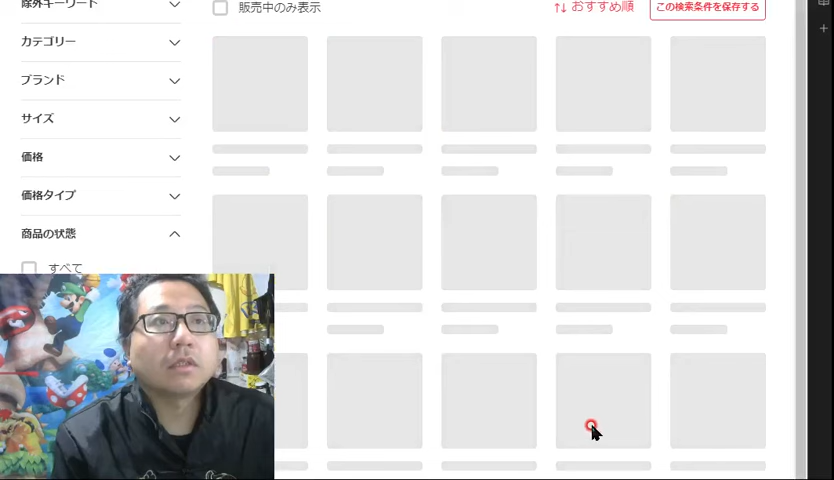 除外キーワード
販売中のみ表示
おすすめ順
この検索条件を保存する
カテゴリー
ブランド
サイズ
価格
価格タイプ
商品の状態
すべて